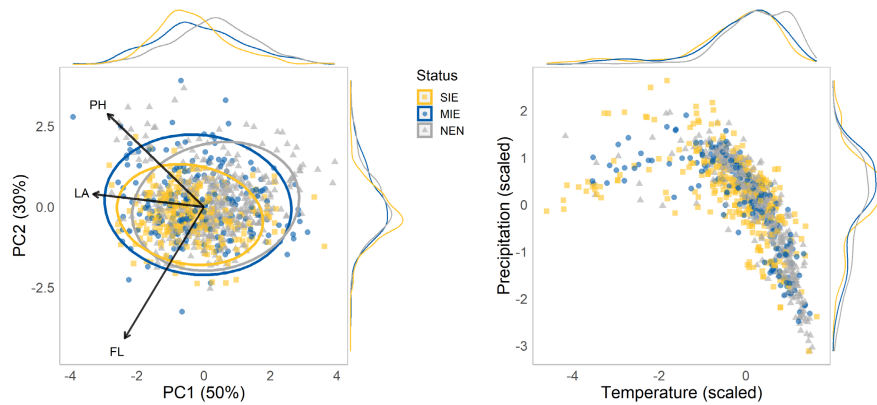 Status
SIE
MIE
NEN
PH
LA
FL
2.5
0.0
-2.5
PC2 (30%)
-4
-2
0
2
4
PC1 (50%)
2
1
0
-1
-2
-3
Precipitation (scaled)
-4
-2
0
Temperature (scaled)